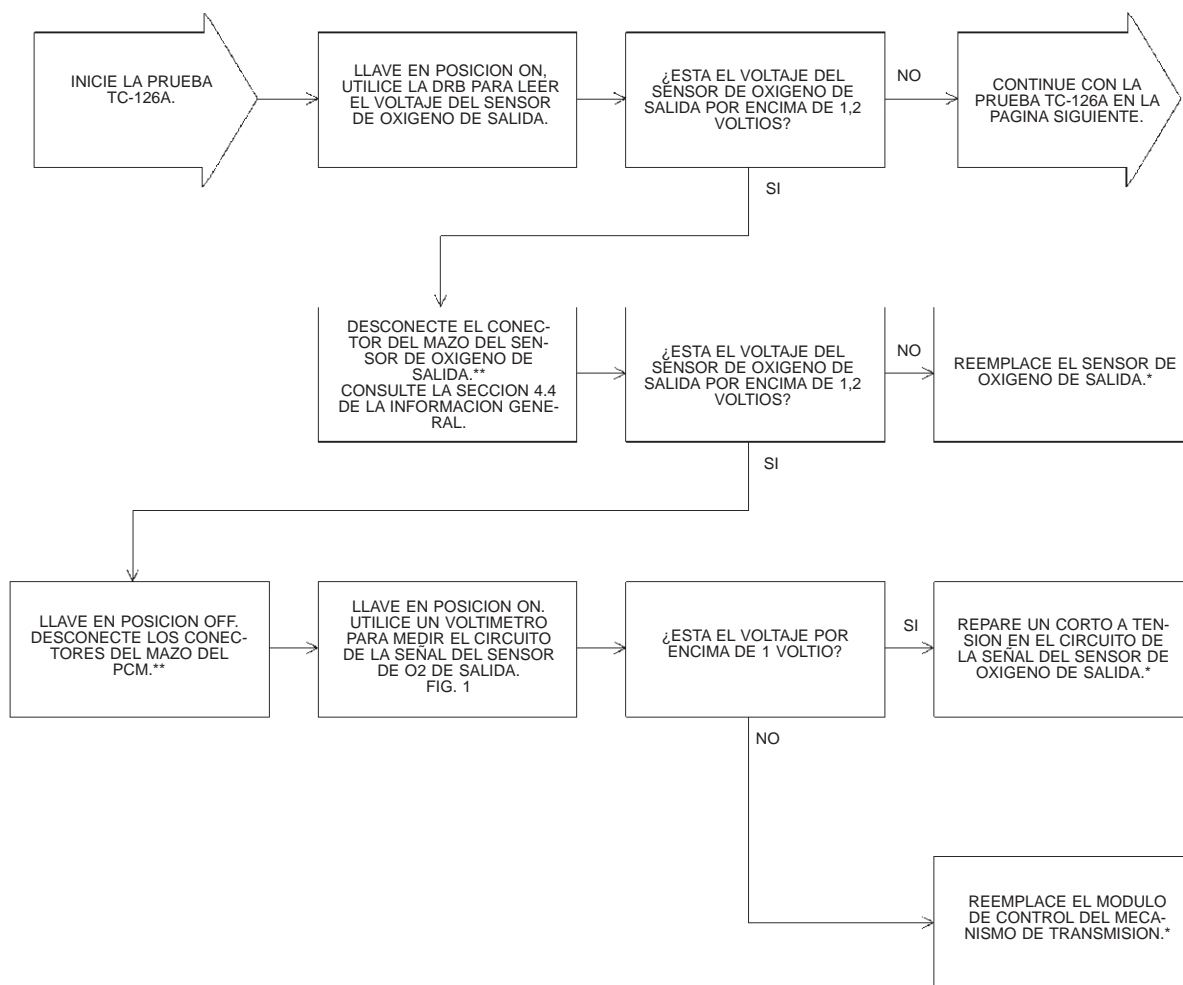 INICIE LA PRUEBA
TC-126A.
LLAVE EN POSICION ON,
UTILICE LA DRB PARA LEER
EL VOLTAJE DEL SENSOR
DE OXIGENO DE SALIDA.
¿ESTA EL VOLTAJE DEL
SENSOR DE OXIGENO DE
SALIDA POR ENCIMA DE 1,2
VOLTIOS?
NO
CONTINUE CON LA
PRUEBA TC-126A EN LA
PAGINA SIGUIENTE.
SI
DESCONECTE EL CONEC-
TOR DEL MAZO DEL SEN-
SOR DE OXIGENO DE
SALIDA.**
CONSULTE LA SECCION 4.4
DE LA INFORMACION GENE-
RAL.
¿ESTA EL VOLTAJE DEL
SENSOR DE OXIGENO DE
SALIDA POR ENCIMA DE 1,2
VOLTIOS?
NO
REEMPLACE EL SENSOR DE
OXIGENO DE SALIDA.*
SI
LLAVE EN POSICION OFF.
DESCONECTE LOS CONEC-
TORES DEL MAZO DEL
PCM.**
LLAVE EN POSICION ON.
UTILICE UN VOLTIMETRO
PARA MEDIR EL CIRCUITO
DE LA SEÑAL DEL SENSOR
DE O2 DE SALIDA.
FIG. 1
¿ESTA EL VOLTAJE POR
ENCIMA DE 1 VOLTIO?
SI
REPARE UN CORTO A TEN-
SION EN EL CIRCUITO DE
LA SEÑAL DEL SENSOR DE
OXIGENO DE SALIDA.*
NO
REEMPLACE EL MODULO
DE CONTROL DEL MECA-
NISMO DE TRANSMISION.*